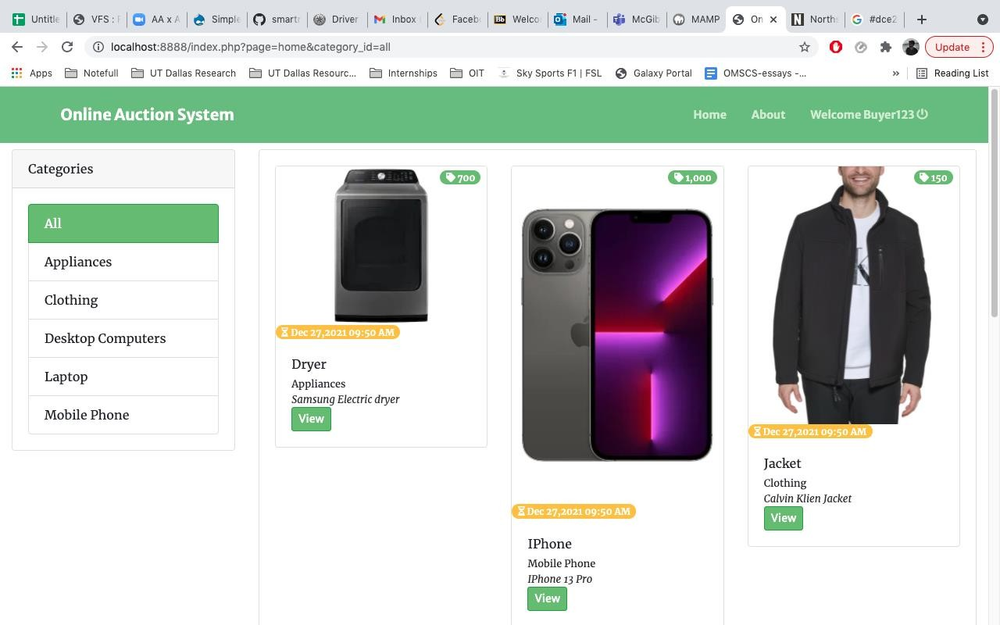 Untitle
VFS : F
AA x A
Simple
smartr
Driver
Inbox
Faceb
Bb
Welco
Mail -
McGib
MAMP
On
N
Norths
#dce2
localhost:8888/index.php?page=home&category_id=all
Update
Apps
Notefull
UT Dallas Research
UT Dallas Resourc...
Internships
OIT
Sky Sports F1 | FSL
Galaxy Portal
OMSCS-essays -...
»
Reading List
Online Auction System
Home
About
Welcome Buyer123
Categories
All
Appliances
Clothing
Desktop Computers
Laptop
Mobile Phone
700
Dec 27,2021 09:50 AM
Dryer
Appliances
Samsung Electric dryer
View
1,000
Dec 27,2021 09:50 AM
IPhone
Mobile Phone
IPhone 13 Pro
View
150
Dec 27,2021 09:50 AM
Jacket
Clothing
Calvin Klien Jacket
View